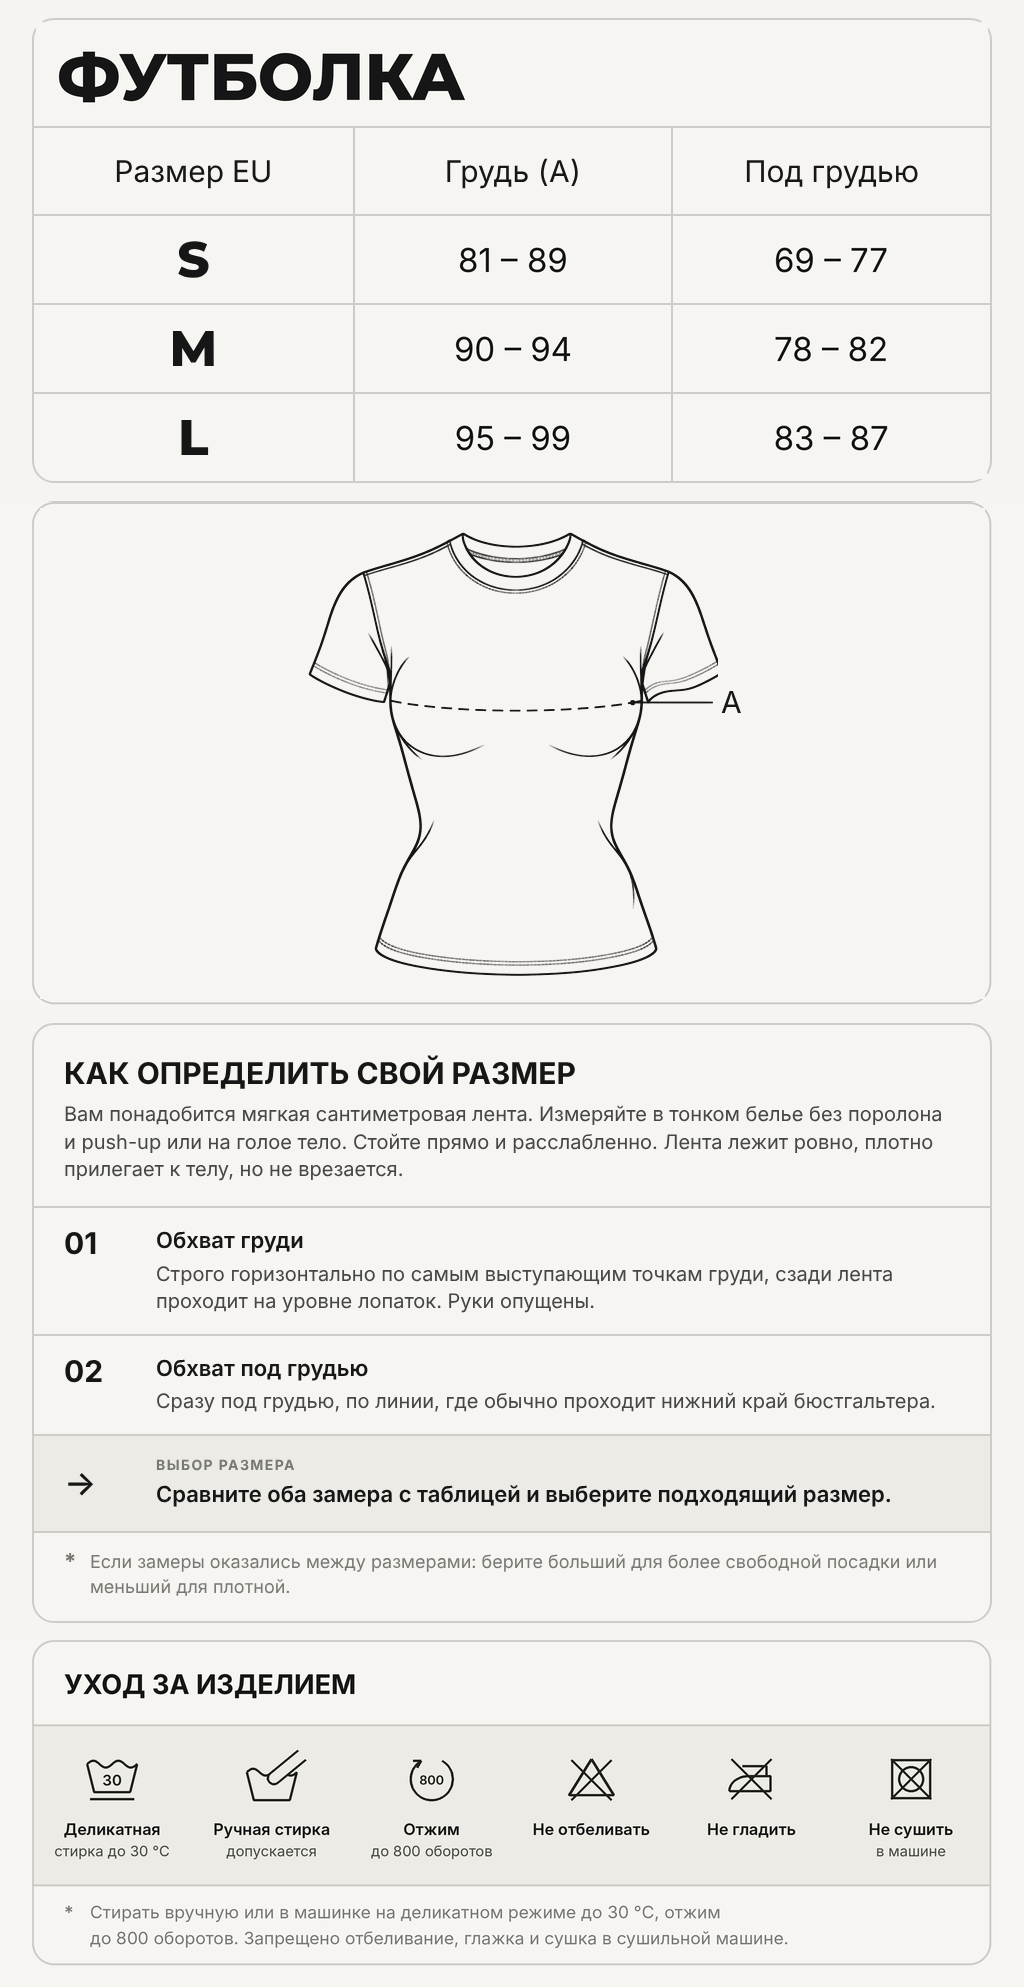 ФУТБОЛКА
Размер EU Грудь (A) Под грудью
S 81 – 89 69 – 77
M 90 – 94 78 – 82
L 95 – 99 83 – 87
A
КАК ОПРЕДЕЛИТЬ СВОЙ РАЗМЕР
Вам понадобится мягкая сантиметровая лента. Измеряйте в тонком белье без поролона
и push-up или на голое тело. Стойте прямо и расслабленно. Лента лежит ровно, плотно
прилегает к телу, но не врезается.
01 Обхват груди
Строго горизонтально по самым выступающим точкам груди, сзади лента
проходит на уровне лопаток. Руки опущены.
02 Обхват под грудью
Сразу под грудью, по линии, где обычно проходит нижний край бюстгальтера.
ВЫБОР РАЗМЕРА
→ Сравните оба замера с таблицей и выберите подходящий размер.
* Если замеры оказались между размерами: берите больший для более свободной посадки или
меньший для плотной.
УХОД ЗА ИЗДЕЛИЕМ
30 800
Деликатная Ручная стирка Отжим Не отбеливать Не гладить Не сушить
стирка до 30 °C допускается до 800 оборотов в машине
* Стирать вручную или в машинке на деликатном режиме до 30 °C, отжим
до 800 оборотов. Запрещено отбеливание, глажка и сушка в сушильной машине.